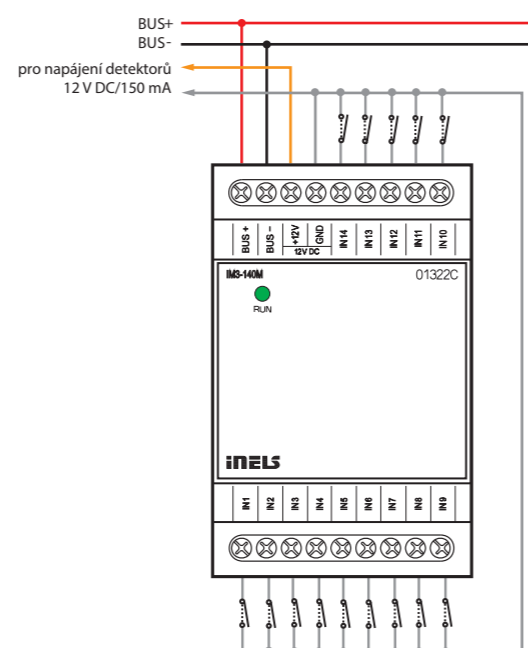 BUS+
BUS-
pro napájení detektorů
12 V DC/150 mA
BUS + BUS – +12V GND IN14 IN13 IN12 IN11 IN10
12V DC
IM3-140M 01322C
RUN
iNELS
IN1 IN2 IN3 IN4 IN5 IN6 IN7 IN8 IN9